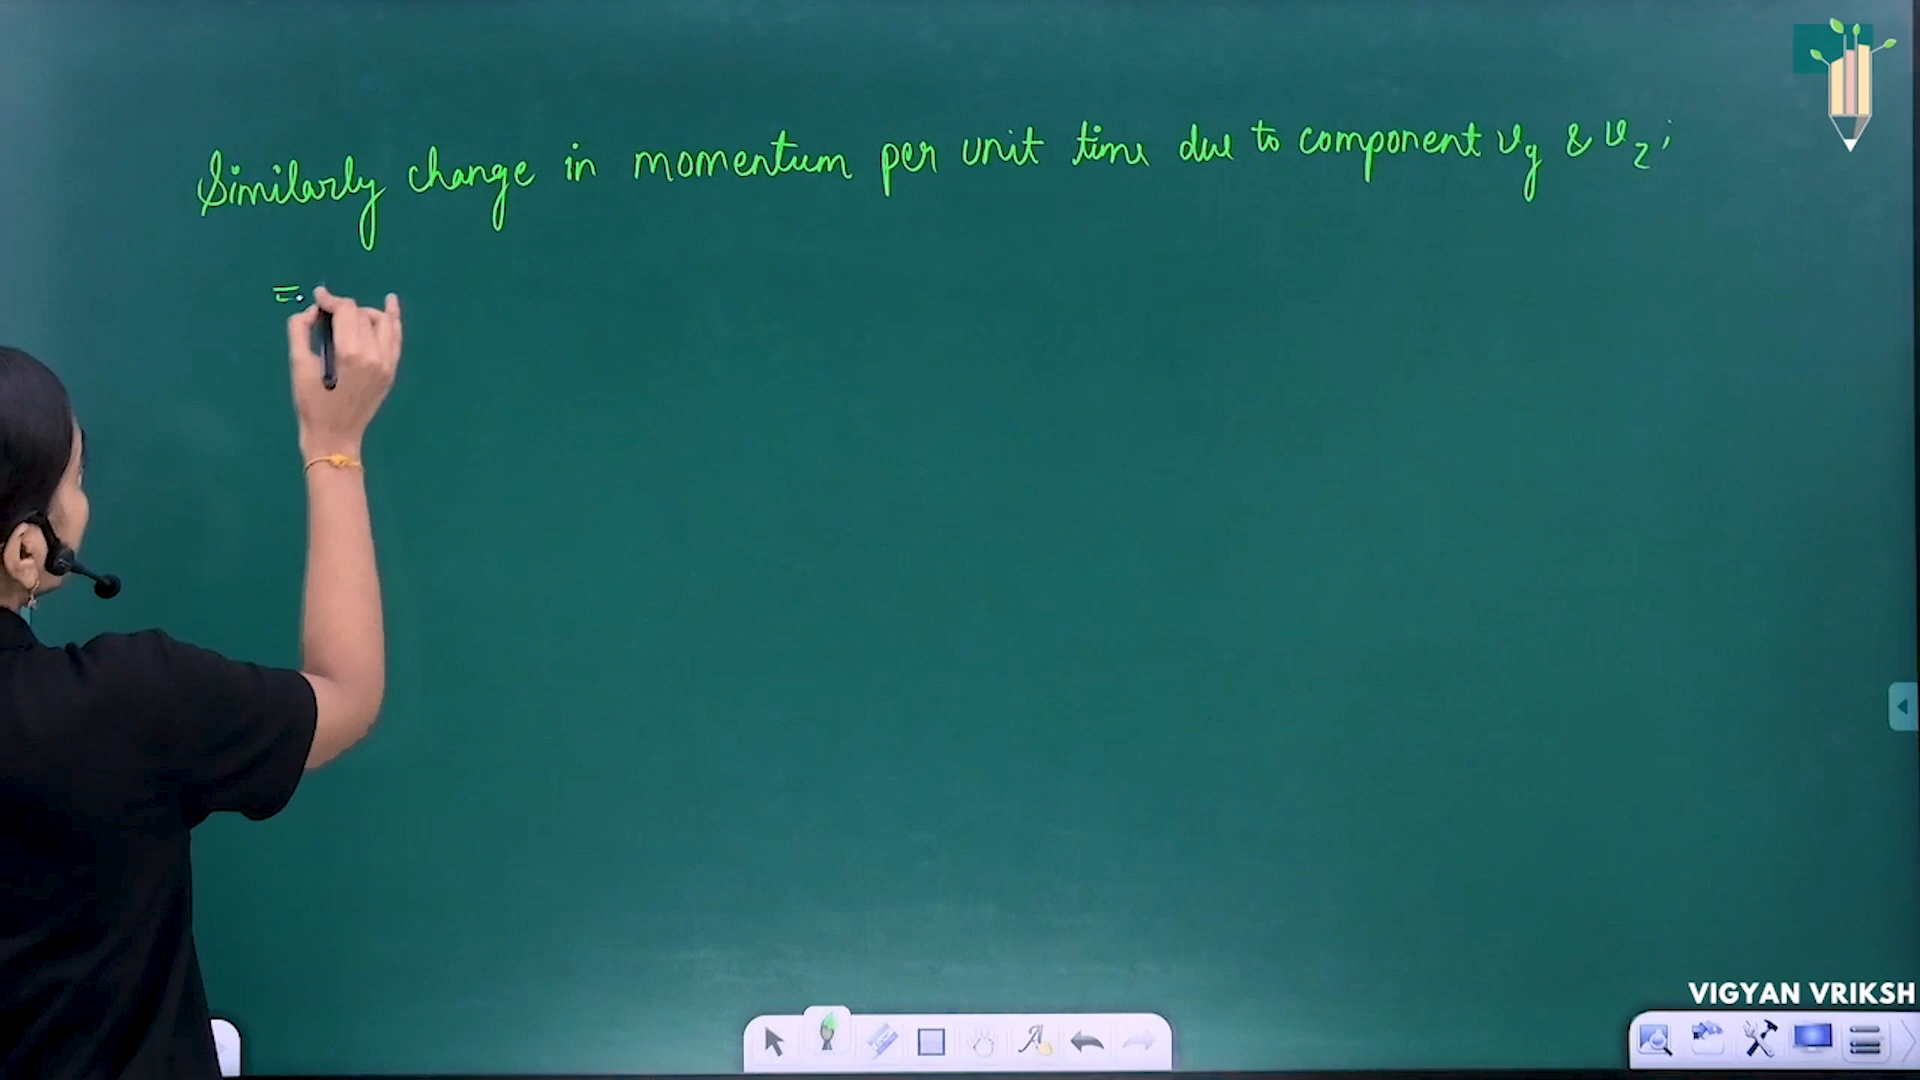 Similarly change in momentum per unit time due to component vy & vz;
=
VIGYAN VRIKSH